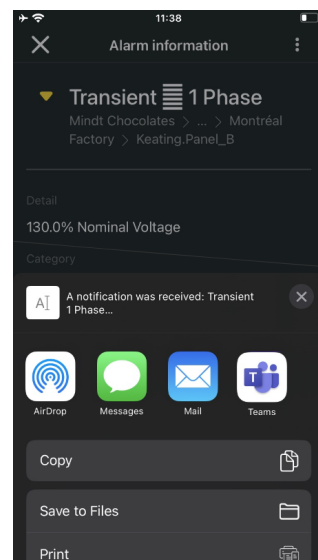 11:38
Alarm information
Transient 1 Phase
Mindt Chocolates > ... > Montréal
Factory > Keating.Panel_B
Detail
130.0% Nominal Voltage
Category
A notification was received: Transient
1 Phase...
AirDrop
Messages
Mail
Teams
Copy
Save to Files
Print